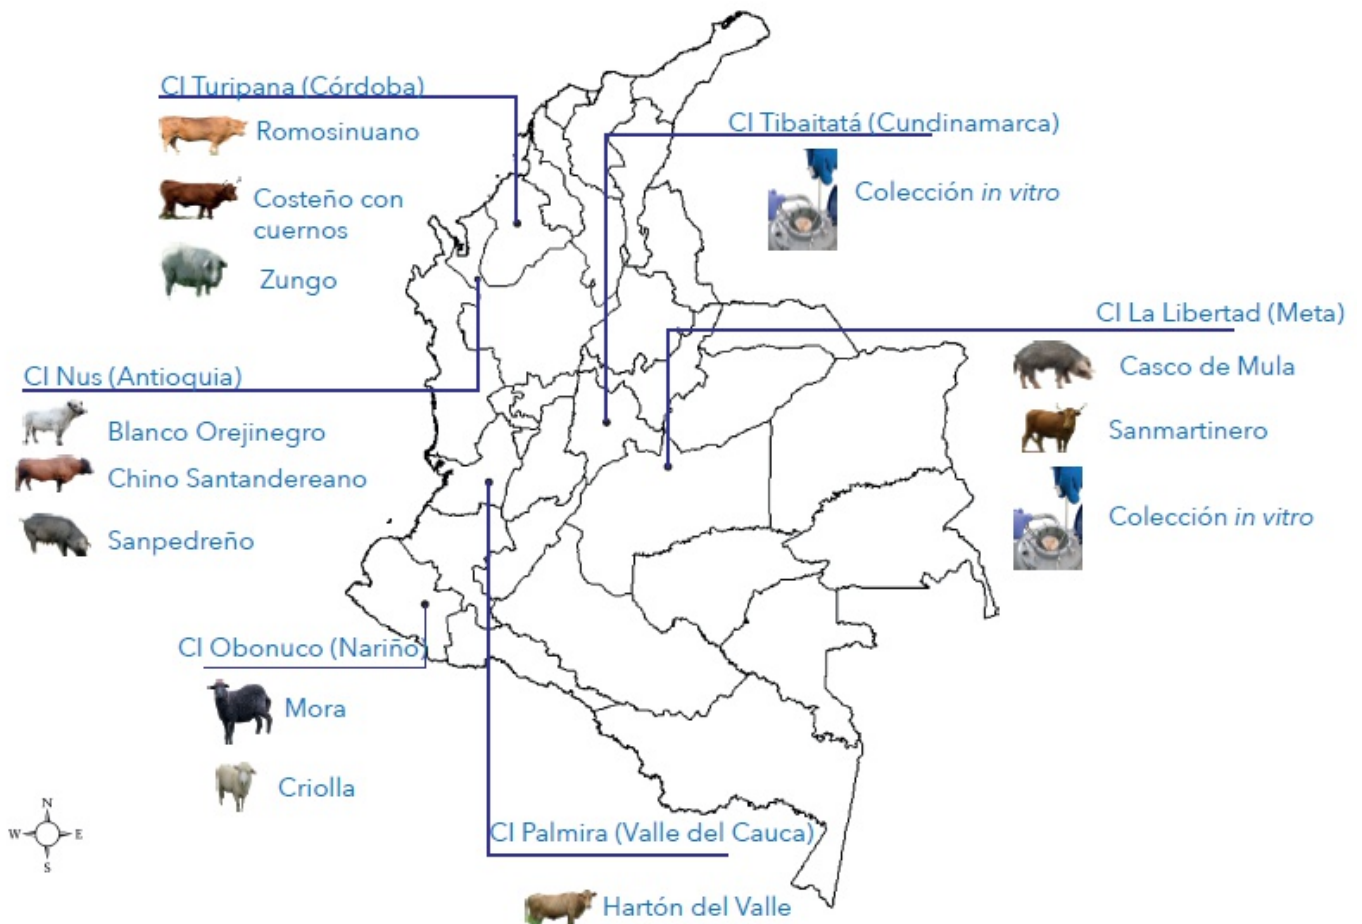 CI Turipana (Córdoba)
Romosinuano
Costeño con
cuernos
Zungo
CI Tibaitatá (Cundinamarca)
Colección in vitro
CI La Libertad (Meta)
Casco de Mula
Sanmartinero
Colección in vitro
CI Nus (Antioquia)
Blanco Orejinegro
Chino Santandereano
Sanpedreño
CI Obonuco (Nariño)
Mora
Criolla
CI Palmira (Valle del Cauca)
Hartón del Valle
N
W E
S